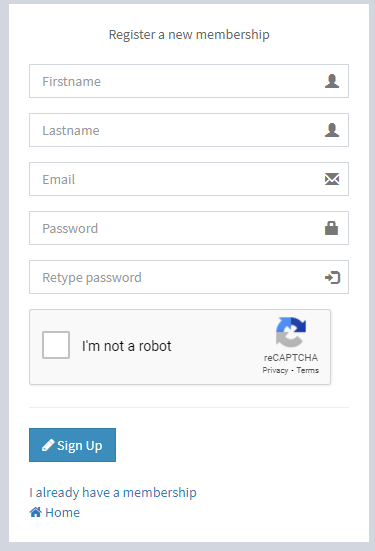 Register a new membership
Firstname
Lastname
Email
Password
Retype password
I'm not a robot
reCAPTCHA
Privacy - Terms
Sign Up
I already have a membership
Home